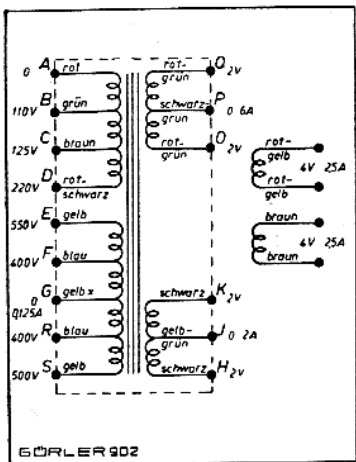 A rot rot- Q
0 grün 2V
B grün schwarz- P
110V grün 0 6A
C braun rot- O
125V grün 2V
D rot-
220V schwarz
E gelb
550V
F blau
400V
G gelb x schwarz K
0 2V
0,125A
R blau gelb- J
400V grün 0 2A
S gelb schwarz H
500V 2V
rot-
gelb
4V 2,5A
rot-
gelb
braun
4V 2,5A
braun
GÖRLER 902